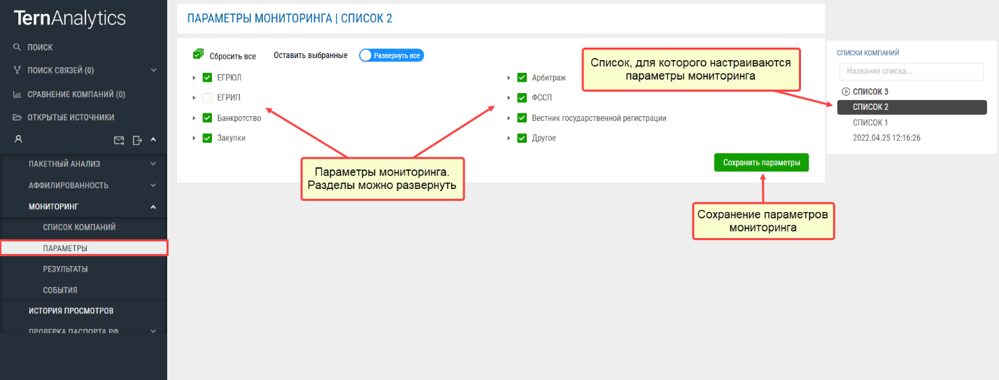 TernAnalytics
ПОИСК
ПОИСК СВЯЗЕЙ (0)
СРАВНЕНИЕ КОМПАНИЙ (0)
ОТКРЫТЫЕ ИСТОЧНИКИ
ПАКЕТНЫЙ АНАЛИЗ
АФФИЛИРОВАННОСТЬ
МОНИТОРИНГ
СПИСОК КОМПАНИЙ
ПАРАМЕТРЫ
РЕЗУЛЬТАТЫ
СОБЫТИЯ
ИСТОРИЯ ПРОСМОТРОВ
ПРОВЕРКА ПАСПОРТА РФ
ПАРАМЕТРЫ МОНИТОРИНГА | СПИСОК 2
Сбросить все
Оставить выбранные
Развернуть все
ЕГРЮЛ
ЕГРИП
Банкротство
Закупки
Арбитраж
ФССП
Вестник государственной регистрации
Другое
Сохранить параметры
Параметры мониторинга.
Разделы можно развернуть
Список, для которого настраиваются
параметры мониторинга
Сохранение параметров
мониторинга
СПИСКИ КОМПАНИЙ
Название списка...
СПИСОК 3
СПИСОК 2
СПИСОК 1
2022.04.25 12:16:26